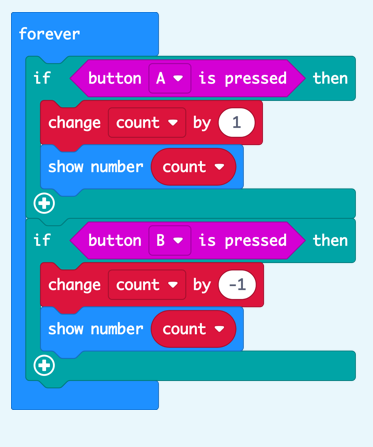 forever
if button A is pressed then
change count by 1
show number count
if button B is pressed then
change count by -1
show number count